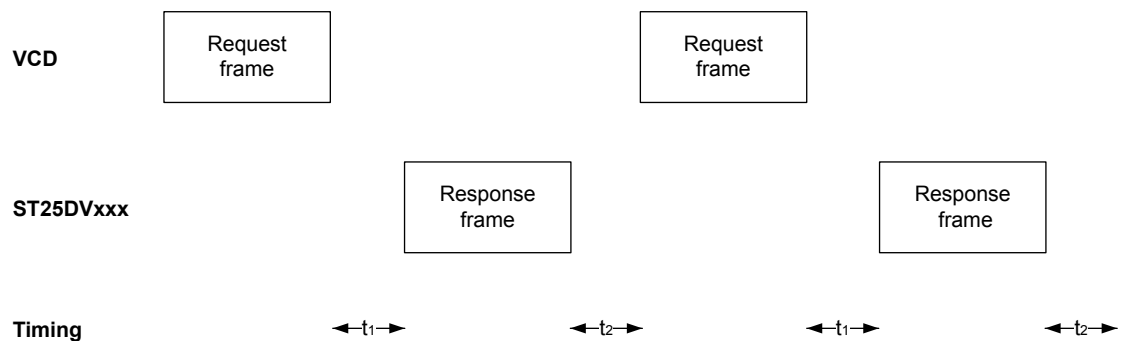 VCD
Request
frame
Request
frame
ST25DVxxx
Response
frame
Response
frame
Timing
t1
t2
t1
t2